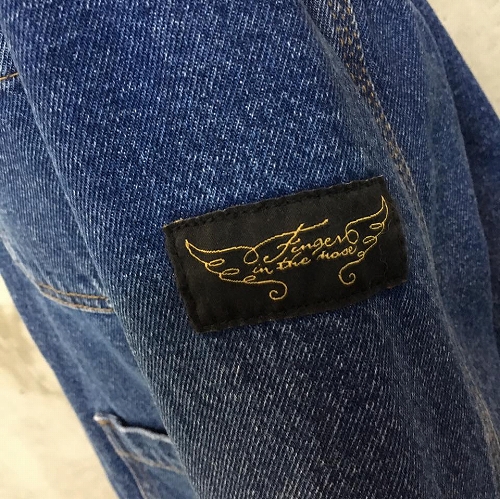 Finger
in the nose